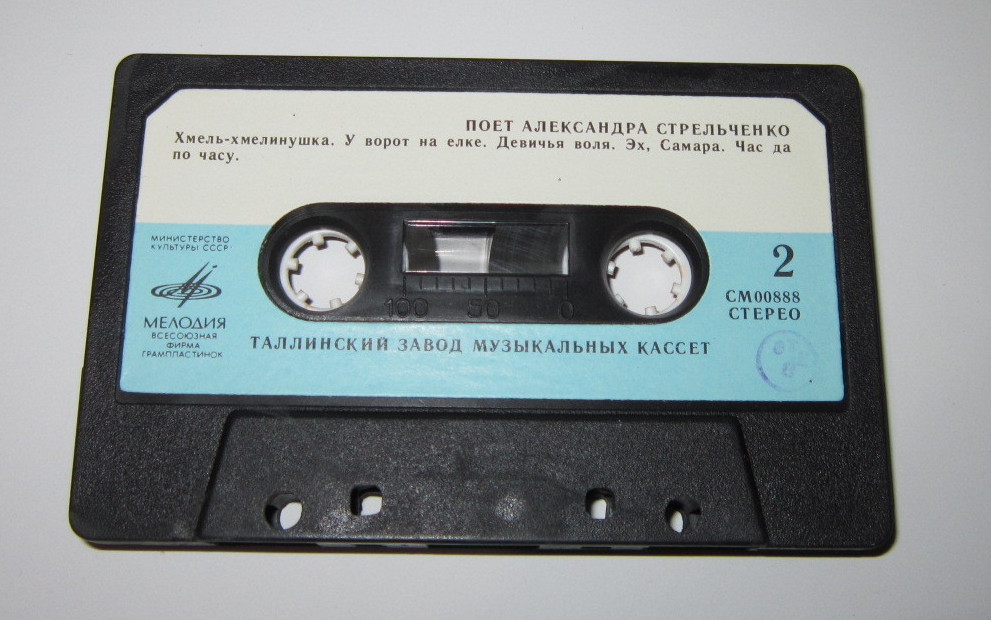 ПОЕТ АЛЕКСАНДРА СТРЕЛЬЧЕНКО
Хмель-хмелинушка. У ворот на елке. Девичья воля. Эх, Самара. Час да
по часу.
МИНИСТЕРСТВО
КУЛЬТУРЫ СССР
МЕЛОДИЯ
ВСЕСОЮЗНАЯ
ФИРМА
ГРАМПЛАСТИНОК
100 50 0
2
СМ00888
СТЕРЕО
ТАЛЛИНСКИЙ ЗАВОД МУЗЫКАЛЬНЫХ КАССЕТ